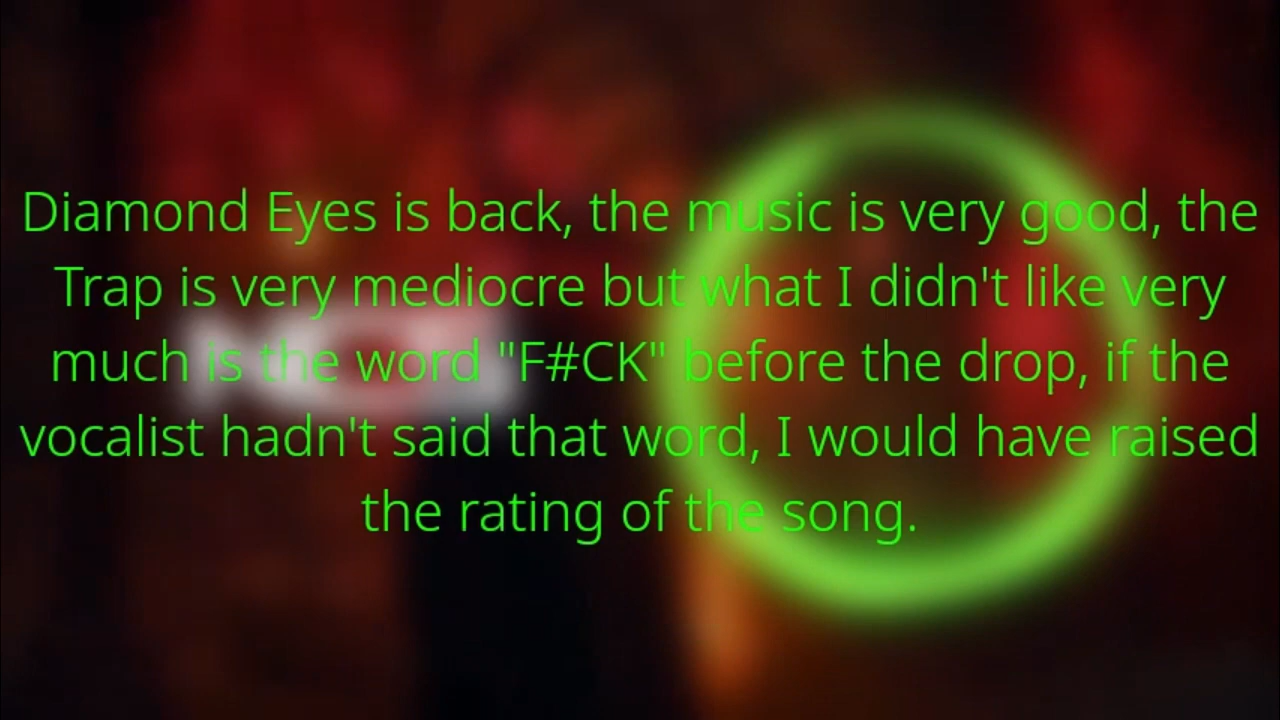 Diamond Eyes is back, the music is very good, the
Trap is very mediocre but what I didn't like very
much is the word "F#CK" before the drop, if the
vocalist hadn't said that word, I would have raised
the rating of the song.